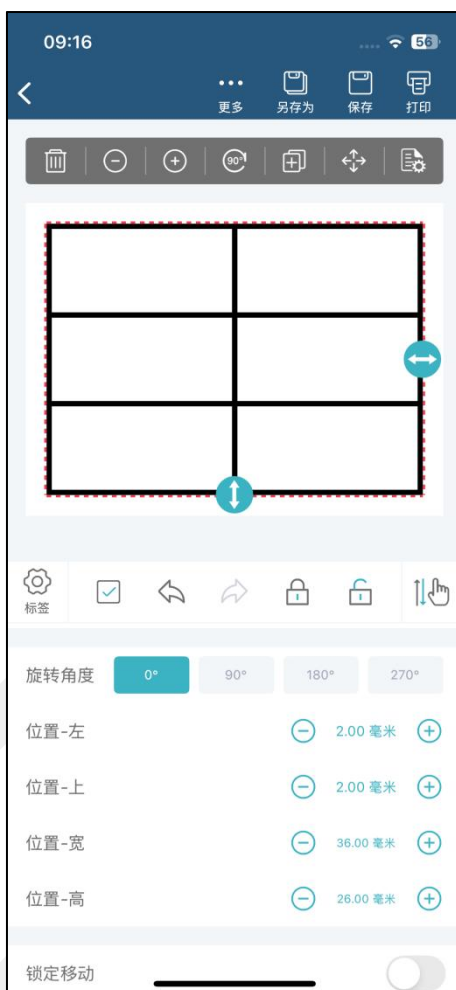 09:16
56
更多 另存为 保存 打印
90°
标签
旋转角度 0° 90° 180° 270°
位置-左 2.00 毫米
位置-上 2.00 毫米
位置-宽 36.00 毫米
位置-高 26.00 毫米
锁定移动